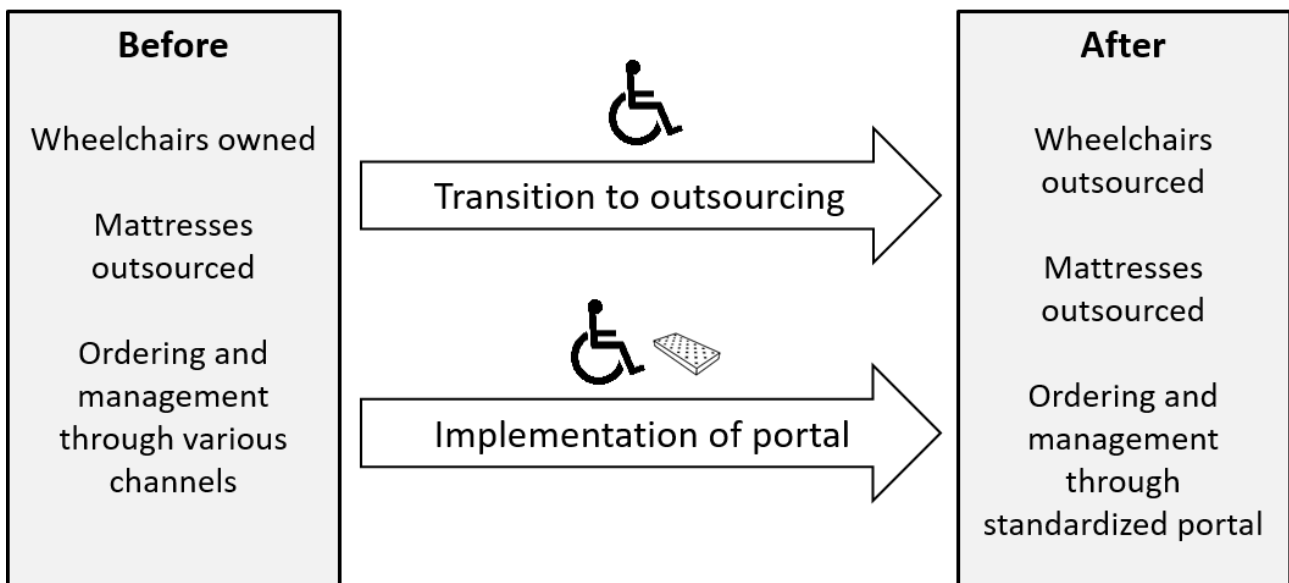 Before
Wheelchairs owned
Mattresses
outsourced
Ordering and
management
through various
channels
Transition to outsourcing
Implementation of portal
After
Wheelchairs
outsourced
Mattresses
outsourced
Ordering and
management
through
standardized portal